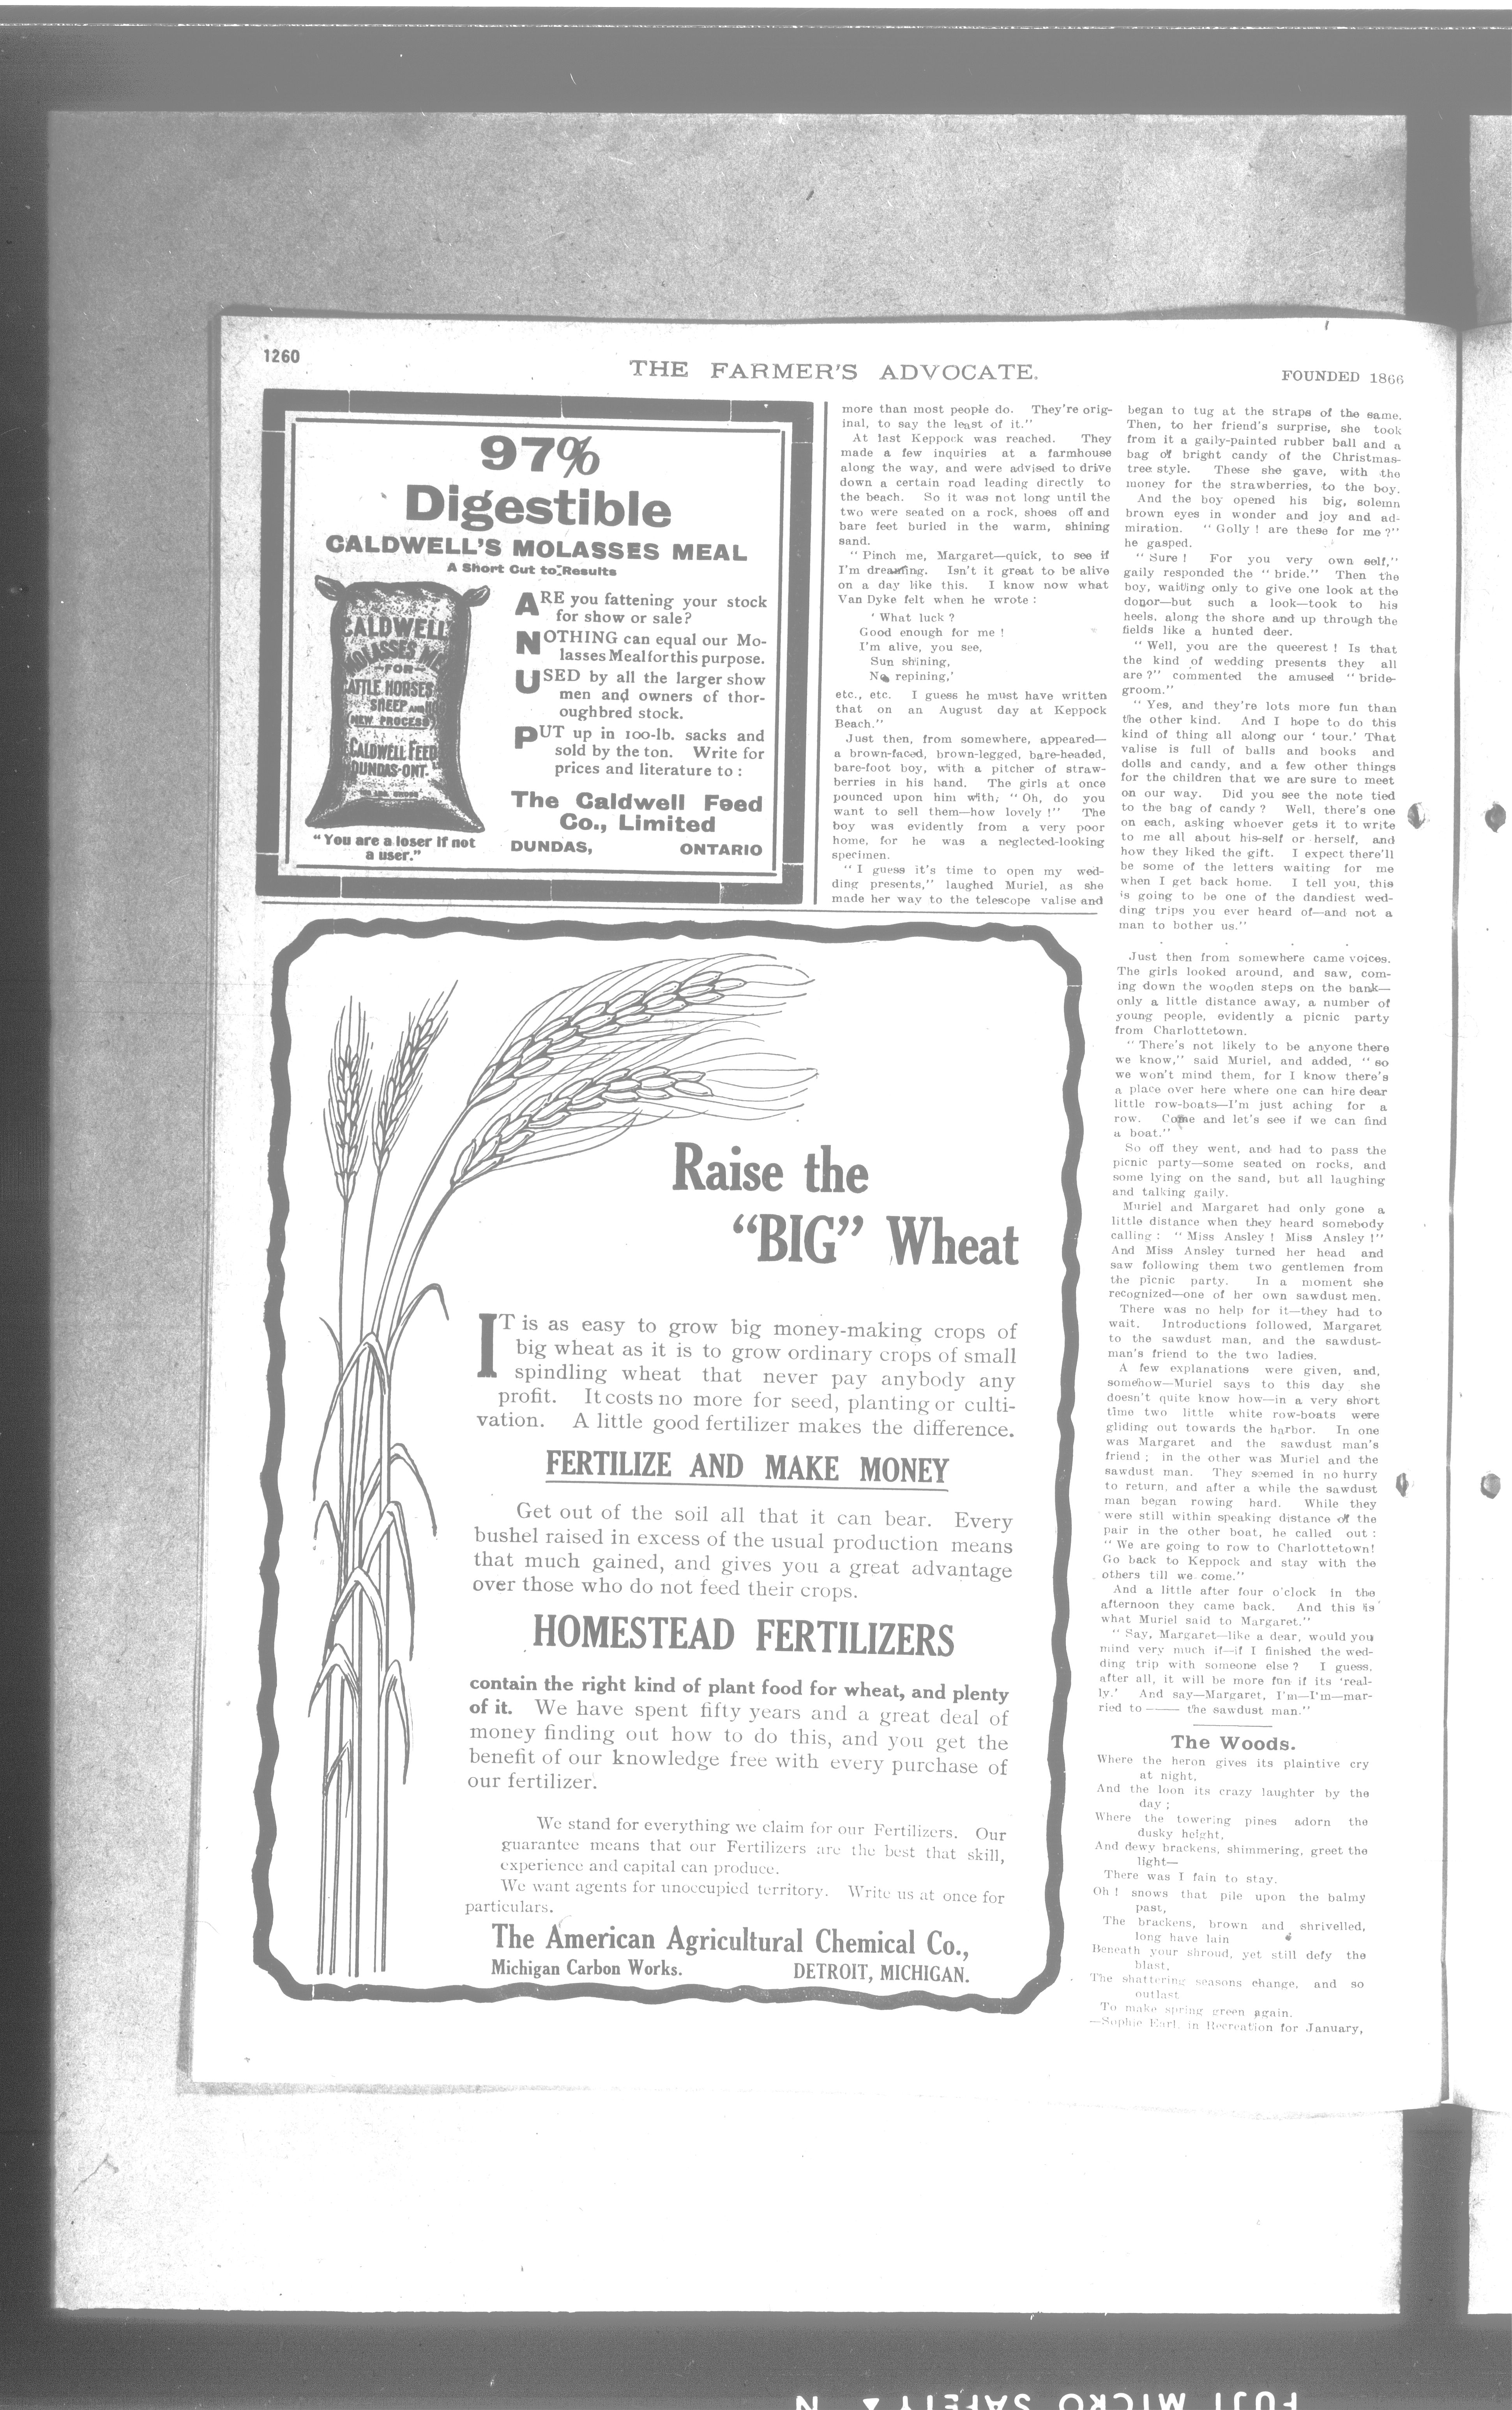 1260
THE FARMER'S ADVOCATE.
FOUNDED 1866
97%
Digestible
CALDWELL'S MOLASSES MEAL
A Short Cut to Results
CALDWELL
MOLASSES MEAL
FOR
CATTLE HORSES
SHEEP AND
(NEW PROCESS)
CALDWELL FEED
DUNDAS-ONT.
"You are a loser if not
a user."
ARE you fattening your stock
for show or sale?
NOTHING can equal our Mo-
lasses Meal for this purpose.
USED by all the larger show
men and owners of thor-
oughbred stock.
PUT up in 100-lb. sacks and
sold by the ton. Write for
prices and literature to :
The Caldwell Feed
Co., Limited
DUNDAS, ONTARIO
more than most people do. They're orig-
inal, to say the least of it."
At last Keppock was reached. They
made a few inquiries at a farmhouse
along the way, and were advised to drive
down a certain road leading directly to
the beach. So it was not long until the
two were seated on a rock, shoes off and
bare feet buried in the warm, shining
sand.
"Pinch me, Margaret—quick, to see if
I'm dreaming. Isn't it great to be alive
on a day like this. I know now what
Van Dyke felt when he wrote :
'What luck ?
Good enough for me !
I'm alive, you see,
Sun shining,
No repining,'
etc., etc. I guess he must have written
that on an August day at Keppock
Beach."
Just then, from somewhere, appeared—
a brown-faced, brown-legged, bare-headed,
bare-foot boy, with a pitcher of straw-
berries in his hand. The girls at once
pounced upon him with, "Oh, do you
want to sell them—how lovely !" The
boy was evidently from a very poor
home, for he was a neglected-looking
specimen.
"I guess it's time to open my wed-
ding presents," laughed Muriel, as she
made her way to the telescope valise and
began to tug at the straps of the same.
Then, to her friend's surprise, she took
from it a gaily-painted rubber ball and a
bag of bright candy of the Christmas-
tree style. These she gave, with the
money for the strawberries, to the boy.
And the boy opened his big, solemn
brown eyes in wonder and joy and ad-
miration. "Golly ! are these for me ?"
he gasped.
"Sure ! For you very own self,"
gaily responded the "bride." Then the
boy, waiting only to give one look at the
donor—but such a look—took to his
heels, along the shore and up through the
fields like a hunted deer.
"Well, you are the queerest ! Is that
the kind of wedding presents they all
are ?" commented the amused "bride-
groom."
"Yes, and they're lots more fun than
the other kind. And I hope to do this
kind of thing all along our 'tour.' That
valise is full of balls and books and
dolls and candy, and a few other things
for the children that we are sure to meet
on our way. Did you see the note tied
to the bag of candy ? Well, there's one
on each, asking whoever gets it to write
to me all about his-self or herself, and
how they liked the gift. I expect there'll
be some of the letters waiting for me
when I get back home. I tell you, this
is going to be one of the dandiest wed-
ding trips you ever heard of—and not a
man to bother us."
Just then from somewhere came voices.
The girls looked around, and saw, com-
ing down the wooden steps on the bank—
only a little distance away, a number of
young people, evidently a picnic party
from Charlottetown.
"There's not likely to be anyone there
we know," said Muriel, and added, "so
we won't mind them, for I know there's
a place over here where one can hire dear
little row-boats—I'm just aching for a
row. Come and let's see if we can find
a boat."
So off they went, and had to pass the
picnic party—some seated on rocks, and
some lying on the sand, but all laughing
and talking gaily.
Muriel and Margaret had only gone a
little distance when they heard somebody
calling : "Miss Ansley ! Miss Ansley !"
And Miss Ansley turned her head and
saw following them two gentlemen from
the picnic party. In a moment she
recognized—one of her own sawdust men.
There was no help for it—they had to
wait. Introductions followed, Margaret
to the sawdust man, and the sawdust-
man's friend to the two ladies.
A few explanations were given, and,
somehow—Muriel says to this day she
doesn't quite know how—in a very short
time two little white row-boats were
gliding out towards the harbor. In one
was Margaret and the sawdust man's
friend ; in the other was Muriel and the
sawdust man. They seemed in no hurry
to return, and after a while the sawdust
man began rowing hard. While they
were still within speaking distance of the
pair in the other boat, he called out :
"We are going to row to Charlottetown!
Go back to Keppock and stay with the
others till we come."
And a little after four o'clock in the
afternoon they came back. And this is
what Muriel said to Margaret."
"Say, Margaret—like a dear, would you
mind very much if—if I finished the wed-
ding trip with someone else ? I guess,
after all, it will be more fun if its 'real-
ly.' And say—Margaret, I'm—I'm—mar-
ried to —— the sawdust man."
The Woods.
Where the heron gives its plaintive cry
at night,
And the loon its crazy laughter by the
day ;
Where the towering pines adorn the
dusky height,
And dewy brackens, shimmering, greet the
light—
There was I fain to stay.
Oh ! snows that pile upon the balmy
past,
The brackens, brown and shrivelled,
long have lain
Beneath your shroud, yet still defy the
blast,
The shattering seasons change, and so
outlast
To make spring green again.
—Sophie Earl, in Recreation for January,
Raise the
"BIG" Wheat
IT is as easy to grow big money-making crops of
big wheat as it is to grow ordinary crops of small
spindling wheat that never pay anybody any
profit. It costs no more for seed, planting or culti-
vation. A little good fertilizer makes the difference.
FERTILIZE AND MAKE MONEY
Get out of the soil all that it can bear. Every
bushel raised in excess of the usual production means
that much gained, and gives you a great advantage
over those who do not feed their crops.
HOMESTEAD FERTILIZERS
contain the right kind of plant food for wheat, and plenty
of it. We have spent fifty years and a great deal of
money finding out how to do this, and you get the
benefit of our knowledge free with every purchase of
our fertilizer.
We stand for everything we claim for our Fertilizers. Our
guarantee means that our Fertilizers are the best that skill,
experience and capital can produce.
We want agents for unoccupied territory. Write us at once for
particulars.
The American Agricultural Chemical Co.,
Michigan Carbon Works. DETROIT, MICHIGAN.
FUJI MICRO SAFETY ▲ N